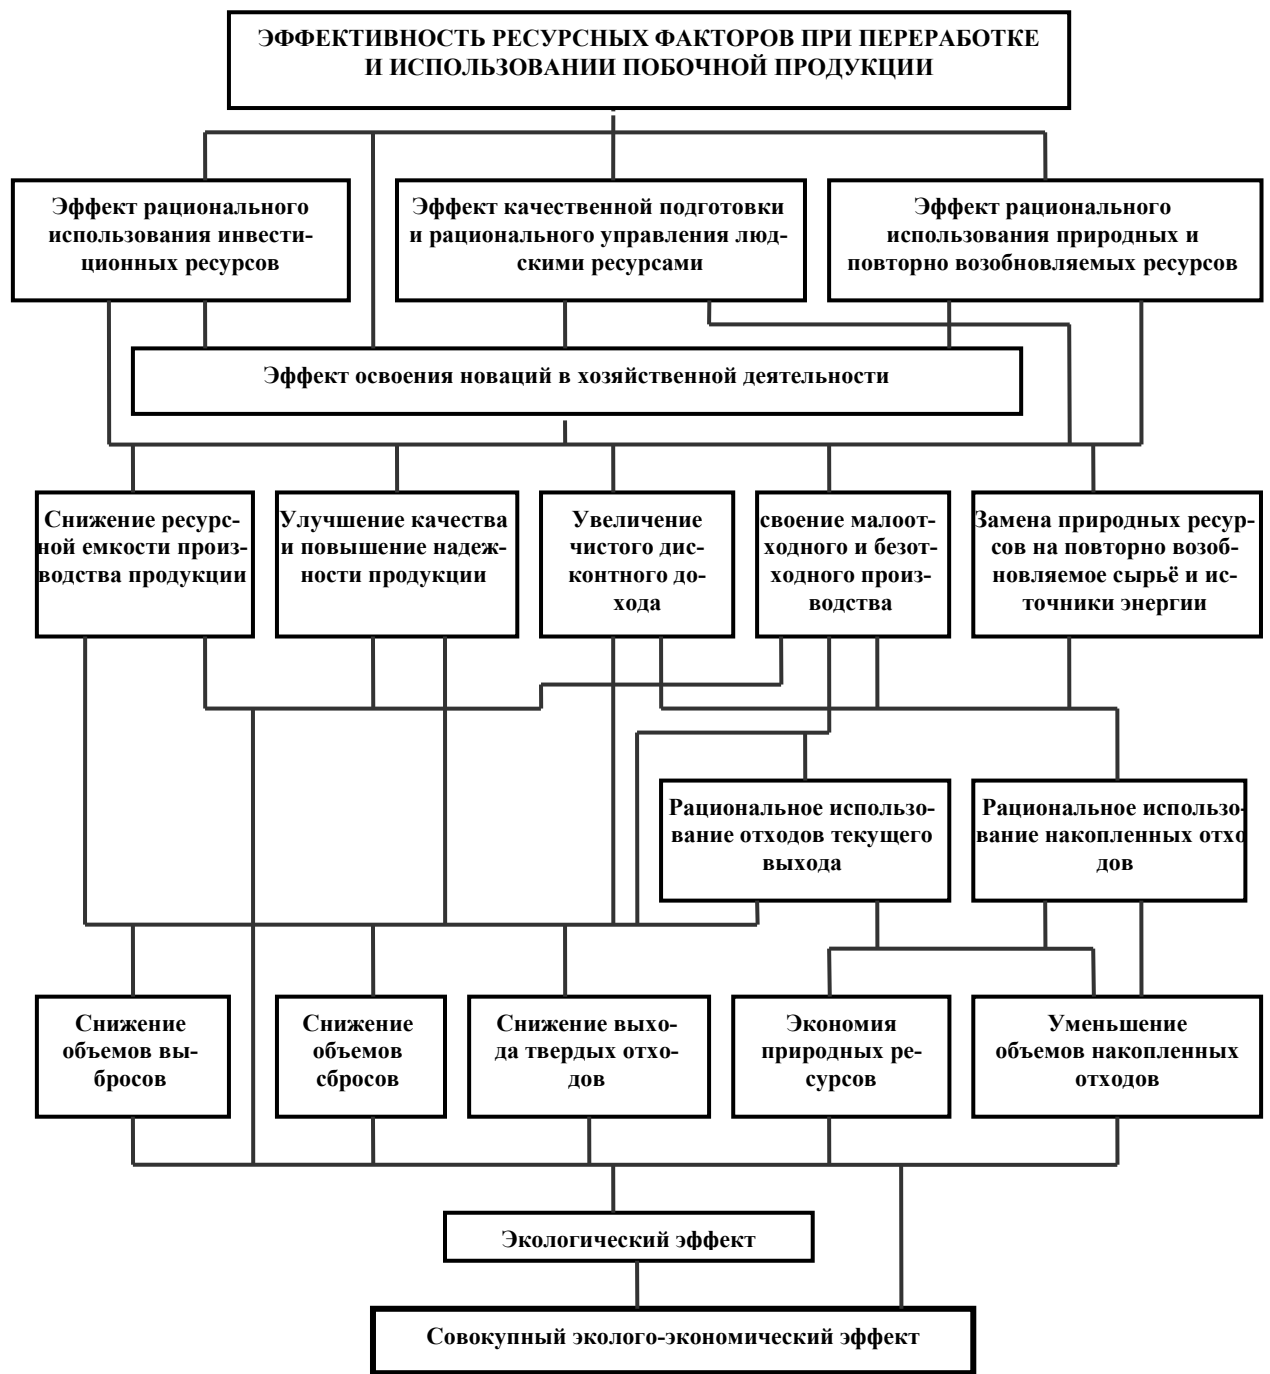 ЭФФЕКТИВНОСТЬ РЕСУРСНЫХ ФАКТОРОВ ПРИ ПЕРЕРАБОТКЕ
И ИСПОЛЬЗОВАНИИ ПОБОЧНОЙ ПРОДУКЦИИ
Эффект рационального
использования инвести-
ционных ресурсов
Эффект качественной подготовки
и рационального управления люд-
скими ресурсами
Эффект рационального
использования природных и
повторно возобновляемых ресурсов
Эффект освоения новаций в хозяйственной деятельности
Снижение ресурс-
ной емкости произ-
водства продукции
Улучшение качества
и повышение надеж-
ности продукции
Увеличение
чистого дис-
контного до-
хода
своение малоот-
ходного и безот-
ходного произ-
водства
Замена природных ресур-
сов на повторно возоб-
новляемое сырьё и ис-
точники энергии
Рациональное использо-
вание отходов текущего
выхода
Рациональное использо-
вание накопленных отхо
дов
Снижение
объемов вы-
бросов
Снижение
объемов
сбросов
Снижение выхо-
да твердых отхо-
дов
Экономия
природных ре-
сурсов
Уменьшение
объемов накопленных
отходов
Экологический эффект
Совокупный эколого-экономический эффект